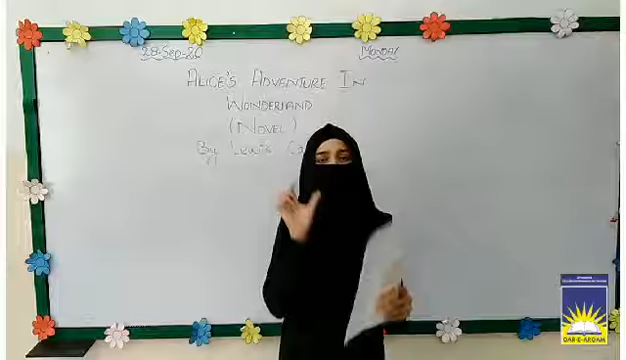 28-Sep-20
MONDAY
ALICE'S ADVENTURE IN
WONDERLAND
(NOVEL)
By Lewis
DAR-E-ARQAM